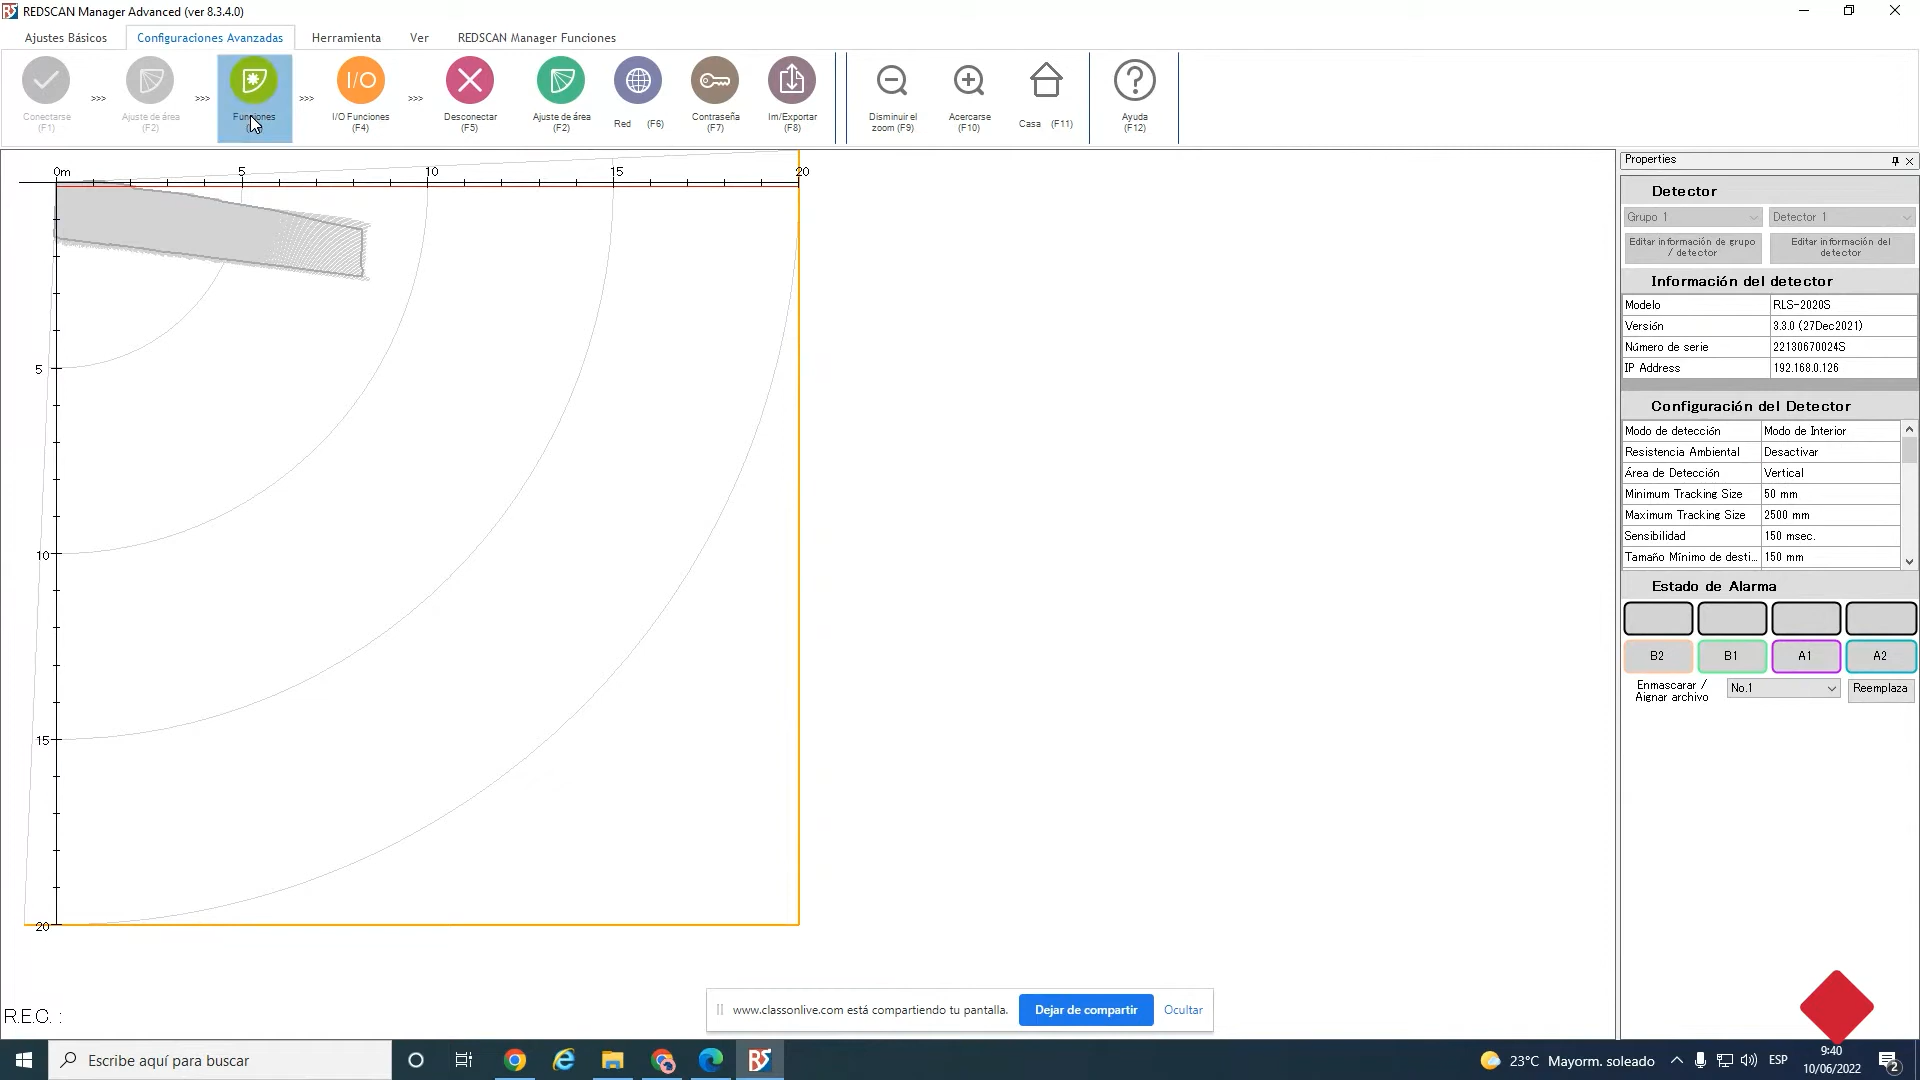 REDSCAN Manager Advanced (ver 8.3.4.0)
Ajustes Básicos
Configuraciones Avanzadas
Herramienta
Ver
REDSCAN Manager Funciones
Conectarse
(F1)
>>>
Ajuste de área
(F2)
>>>
Funciones
>>>
I/O
I/O Funciones
(F4)
>>>
Desconectar
(F5)
Ajuste de área
(F2)
Red (F6)
Contraseña
(F7)
Im/Exportar
(F8)
Disminuir el
zoom (F9)
Acercarse
(F10)
Casa (F11)
Ayuda
(F12)
0m 5 10 15 20
5
10
15
20
R.E.C. :
Properties
Detector
Grupo 1
Detector 1
Editar información de grupo
/ detector
Editar información del
detector
Información del detector
Modelo RLS-2020S
Versión 3.3.0 (27Dec2021)
Número de serie 22130670024S
IP Address 192.168.0.126
Configuración del Detector
Modo de detección Modo de Interior
Resistencia Ambiental Desactivar
Área de Detección Vertical
Minimum Tracking Size 50 mm
Maximum Tracking Size 2500 mm
Sensibilidad 150 msec.
Tamaño Mínimo de desti... 150 mm
Estado de Alarma
B2 B1 A1 A2
Enmascarar /
Aignar archivo
No.1
Reemplaza
www.classonlive.com está compartiendo tu pantalla.
Dejar de compartir
Ocultar
Escribe aquí para buscar
RS
23°C Mayorm. soleado
ESP
9:40
10/06/2022
2